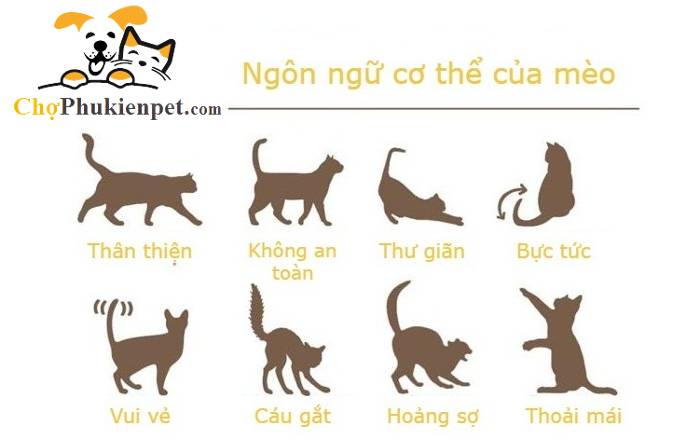 ChợPhukienpet.com
Ngôn ngữ cơ thể của mèo
Thân thiện
Không an
toàn
Thư giãn
Bực tức
Vui vẻ
Cáu gắt
Hoảng sợ
Thoải mái